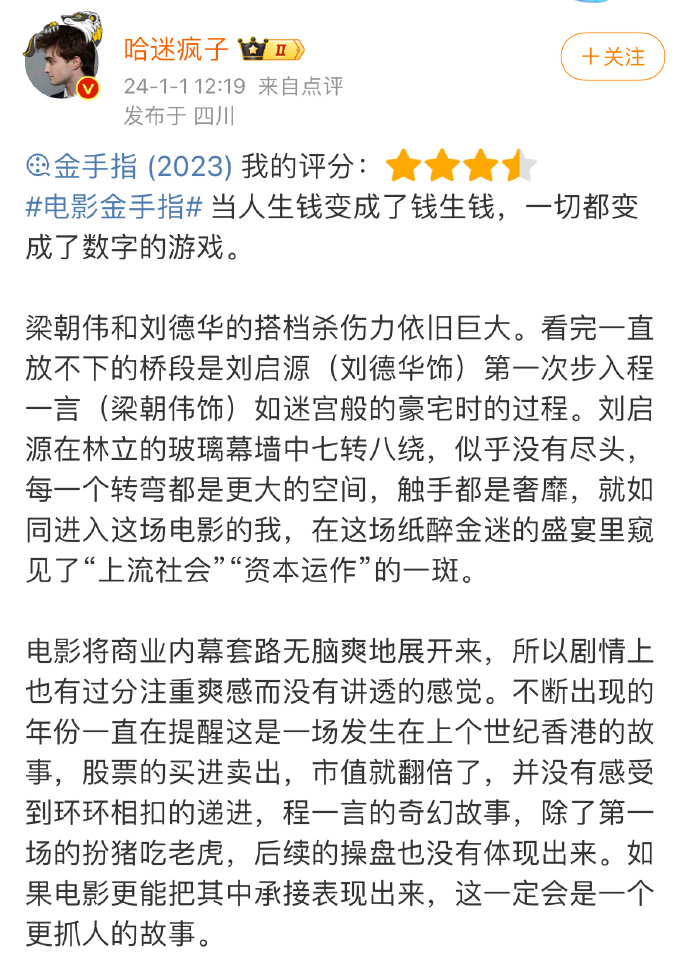 哈迷疯子 II
+关注
24-1-1 12:19 来自点评
发布于 四川
金手指 (2023) 我的评分：
#电影金手指# 当人生钱变成了钱生钱，一切都变
成了数字的游戏。
梁朝伟和刘德华的搭档杀伤力依旧巨大。看完一直
放不下的桥段是刘启源（刘德华饰）第一次步入程
一言（梁朝伟饰）如迷宫般的豪宅时的过程。刘启
源在林立的玻璃幕墙中七转八绕，似乎没有尽头，
每一个转弯都是更大的空间，触手都是奢靡，就如
同进入这场电影的我，在这场纸醉金迷的盛宴里窥
见了“上流社会”“资本运作”的一斑。
电影将商业内幕套路无脑爽地展开来，所以剧情上
也有过分注重爽感而没有讲透的感觉。不断出现的
年份一直在提醒这是一场发生在上个世纪香港的故
事，股票的买进卖出，市值就翻倍了，并没有感受
到环环相扣的递进，程一言的奇幻故事，除了第一
场的扮猪吃老虎，后续的操盘也没有体现出来。如
果电影更能把其中承接表现出来，这一定会是一个
更抓人的故事。